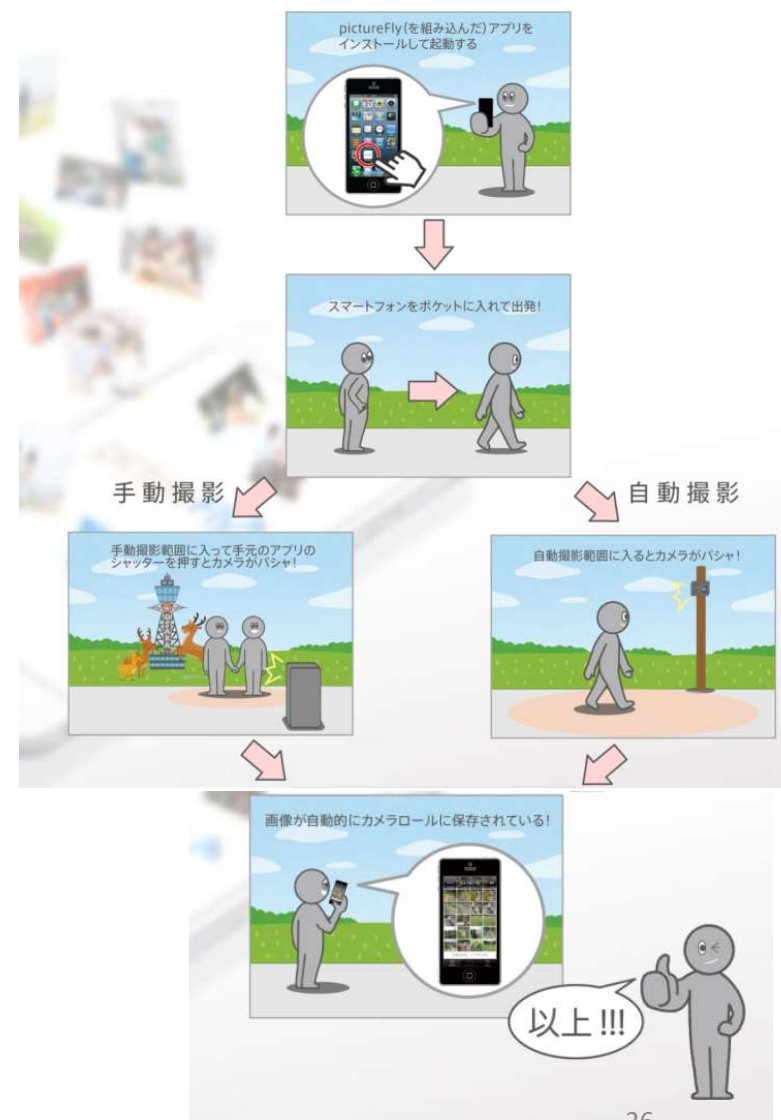 pictureFly(を組み込んだ)アプリを
インストールして起動する
スマートフォンをポケットに入れて出発!
手動撮影
自動撮影
手動撮影範囲に入って手元のアプリの
シャッターを押すとカメラがパシャ!
自動撮影範囲に入るとカメラがパシャ!
画像が自動的にカメラロールに保存されている!
以上!!!
26